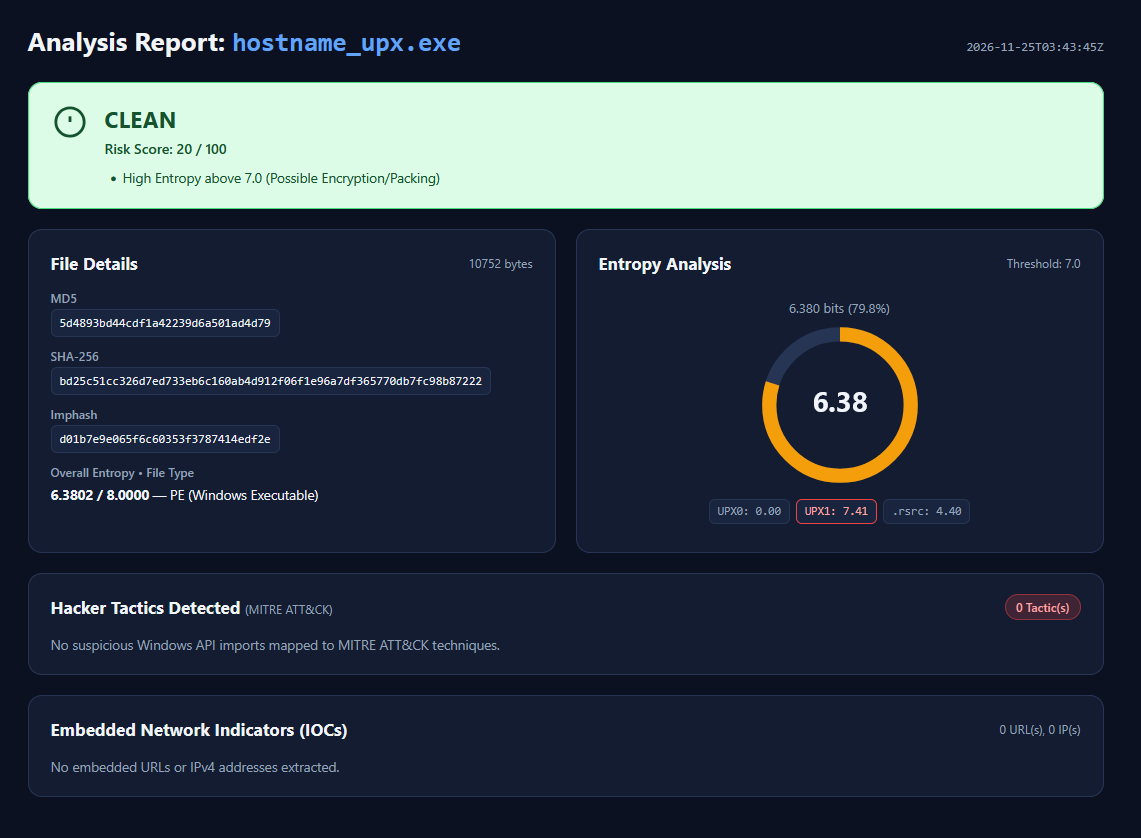 Analysis Report: hostname_upx.exe
2026-11-25T03:43:45Z
CLEAN
Risk Score: 20 / 100
• High Entropy above 7.0 (Possible Encryption/Packing)
File Details
10752 bytes
MD5
5d4893bd44cdf1a42239d6a501ad4d79
SHA-256
bd25c51cc326d7ed733eb6c160ab4d912f06f1e96a7df365770db7fc98b87222
Imphash
d01b7e9e065f6c60353f3787414edf2e
Overall Entropy • File Type
6.3802 / 8.0000 — PE (Windows Executable)
Entropy Analysis
Threshold: 7.0
6.380 bits (79.8%)
6.38
UPX0: 0.00
UPX1: 7.41
.rsrc: 4.40
Hacker Tactics Detected (MITRE ATT&CK)
0 Tactic(s)
No suspicious Windows API imports mapped to MITRE ATT&CK techniques.
Embedded Network Indicators (IOCs)
0 URL(s), 0 IP(s)
No embedded URLs or IPv4 addresses extracted.